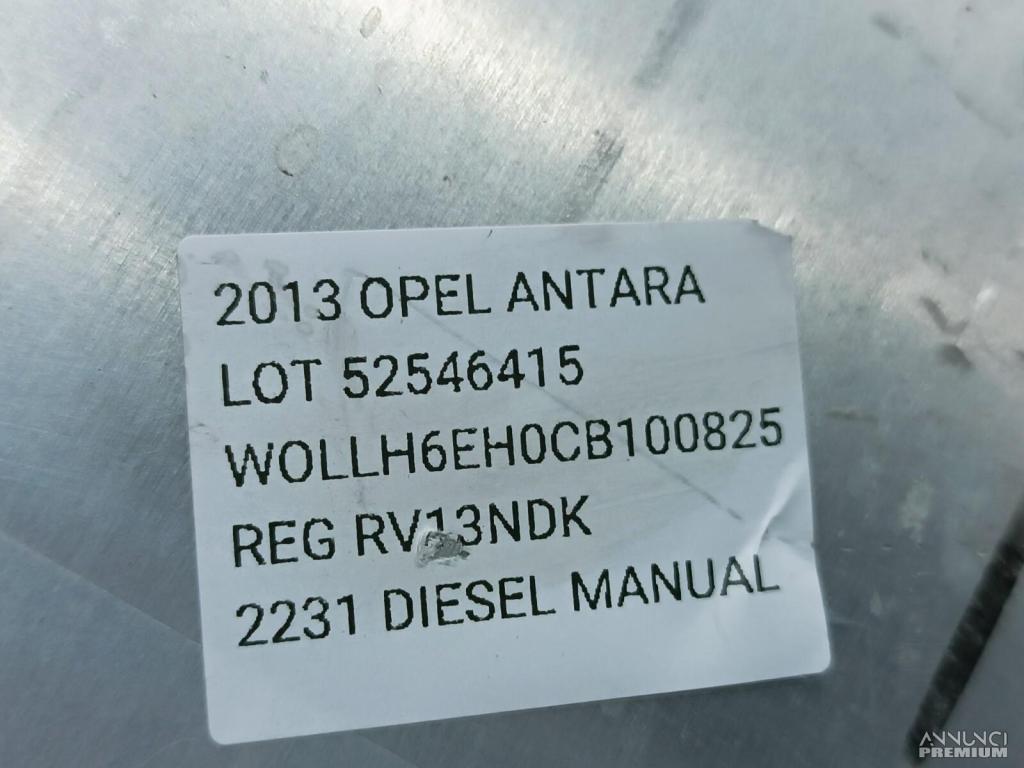 2013 OPEL ANTARA
LOT 52546415
WOLLH6EH0CB100825
REG RV13NDK
2231 DIESEL MANUAL
ANNUNCI
PREMIUM